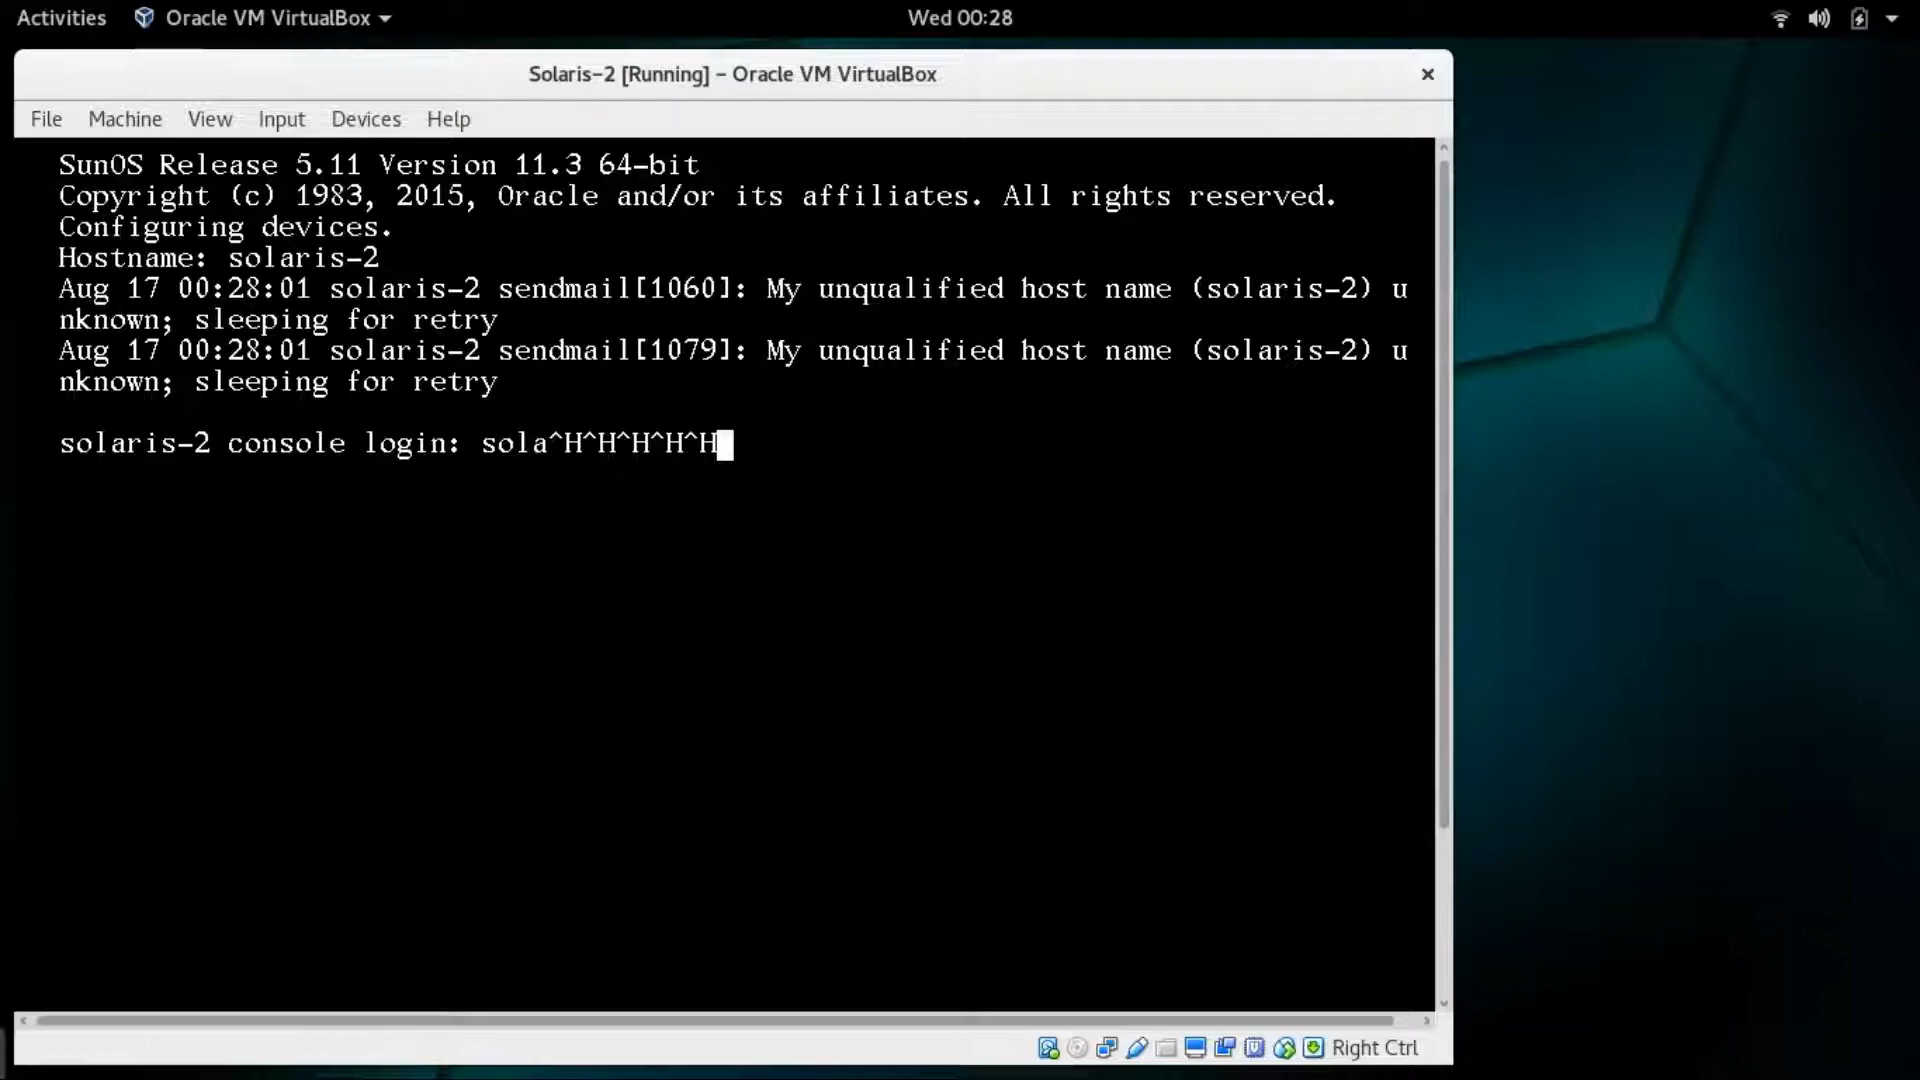 Activities Oracle VM VirtualBox Wed 00:28
Solaris-2 [Running] - Oracle VM VirtualBox
File Machine View Input Devices Help
SunOS Release 5.11 Version 11.3 64-bit
Copyright (c) 1983, 2015, Oracle and/or its affiliates. All rights reserved.
Configuring devices.
Hostname: solaris-2
Aug 17 00:28:01 solaris-2 sendmail[1060]: My unqualified host name (solaris-2) u
nknown; sleeping for retry
Aug 17 00:28:01 solaris-2 sendmail[1079]: My unqualified host name (solaris-2) u
nknown; sleeping for retry
solaris-2 console login: sola^H^H^H^H^H
Right Ctrl